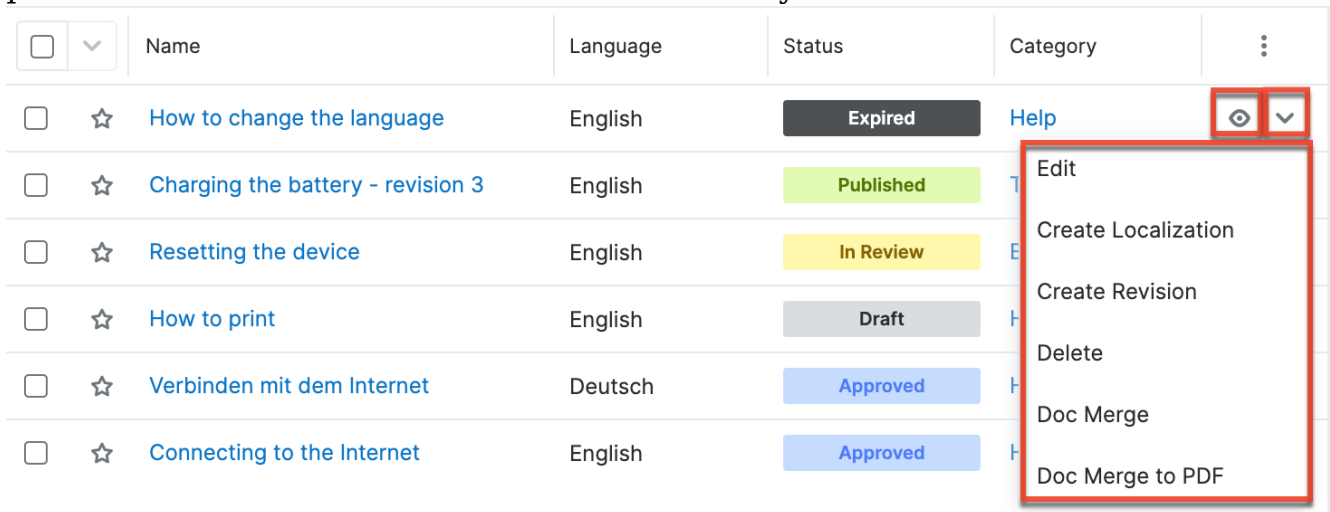 Name Language Status Category
How to change the language English Expired Help
Edit
Charging the battery - revision 3 English Published
Create Localization
Resetting the device English In Review
Create Revision
How to print English Draft
Delete
Verbinden mit dem Internet Deutsch Approved
Doc Merge
Connecting to the Internet English Approved
Doc Merge to PDF